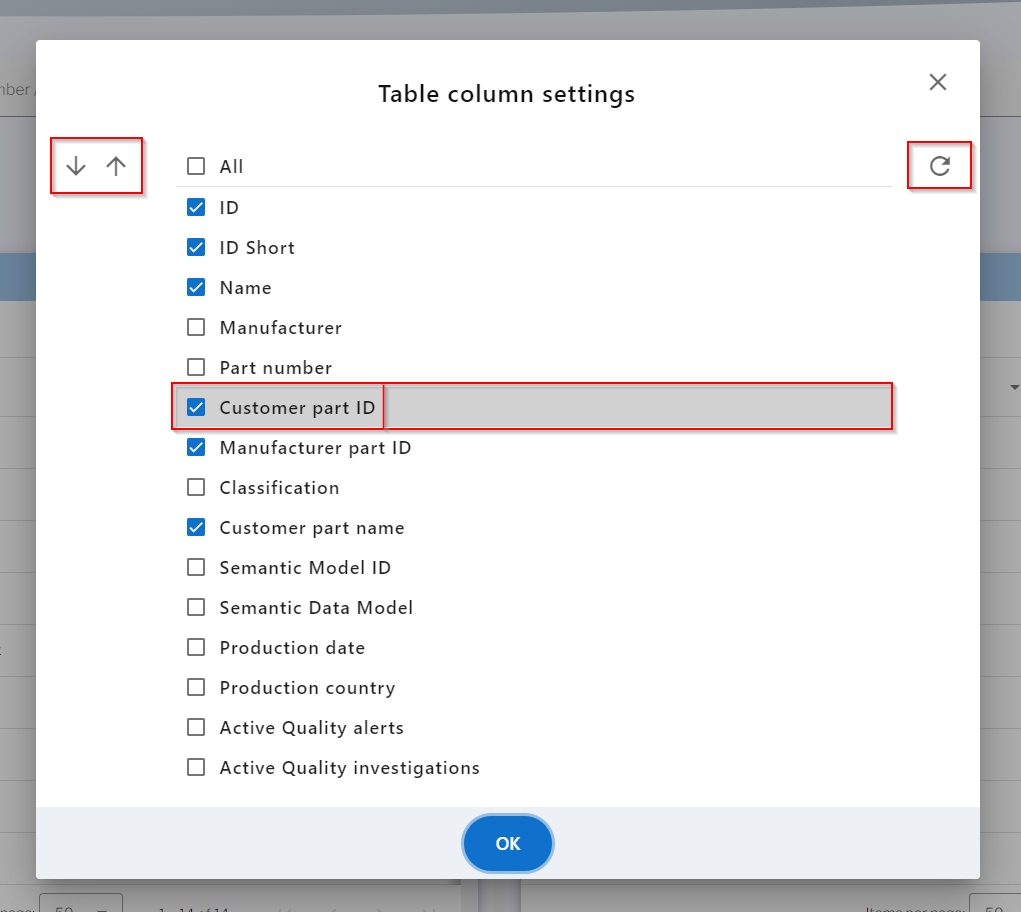 Table column settings
All
ID
ID Short
Name
Manufacturer
Part number
Customer part ID
Manufacturer part ID
Classification
Customer part name
Semantic Model ID
Semantic Data Model
Production date
Production country
Active Quality alerts
Active Quality investigations
OK